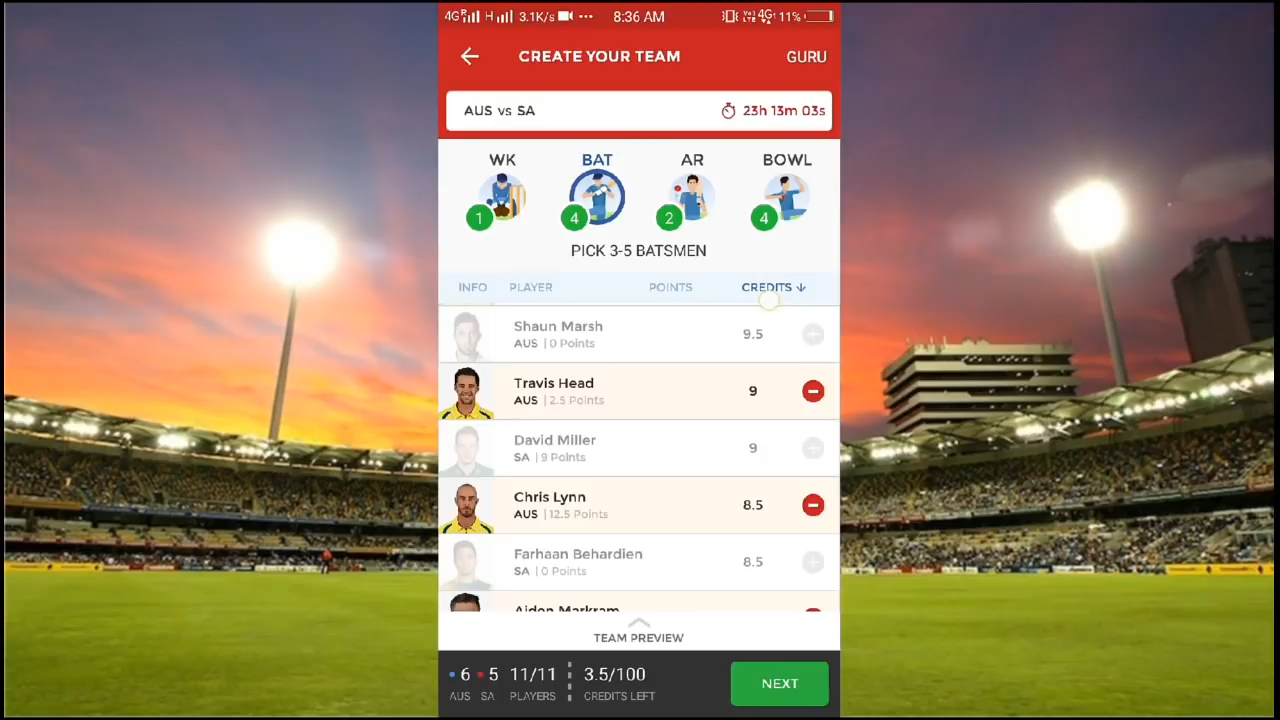 4G R H 3.1K/s ... 8:36 AM 4G 11%
CREATE YOUR TEAM GURU
AUS vs SA 23h 13m 03s
WK BAT AR BOWL
1 4 2 4
PICK 3-5 BATSMEN
INFO PLAYER POINTS CREDITS
Shaun Marsh
AUS | 0 Points 9.5
Travis Head
AUS | 2.5 Points 9
David Miller
SA | 9 Points 9
Chris Lynn
AUS | 12.5 Points 8.5
Farhaan Behardien
SA | 0 Points 8.5
Aiden Markram
TEAM PREVIEW
6 5 11/11 3.5/100 NEXT
AUS SA PLAYERS CREDITS LEFT